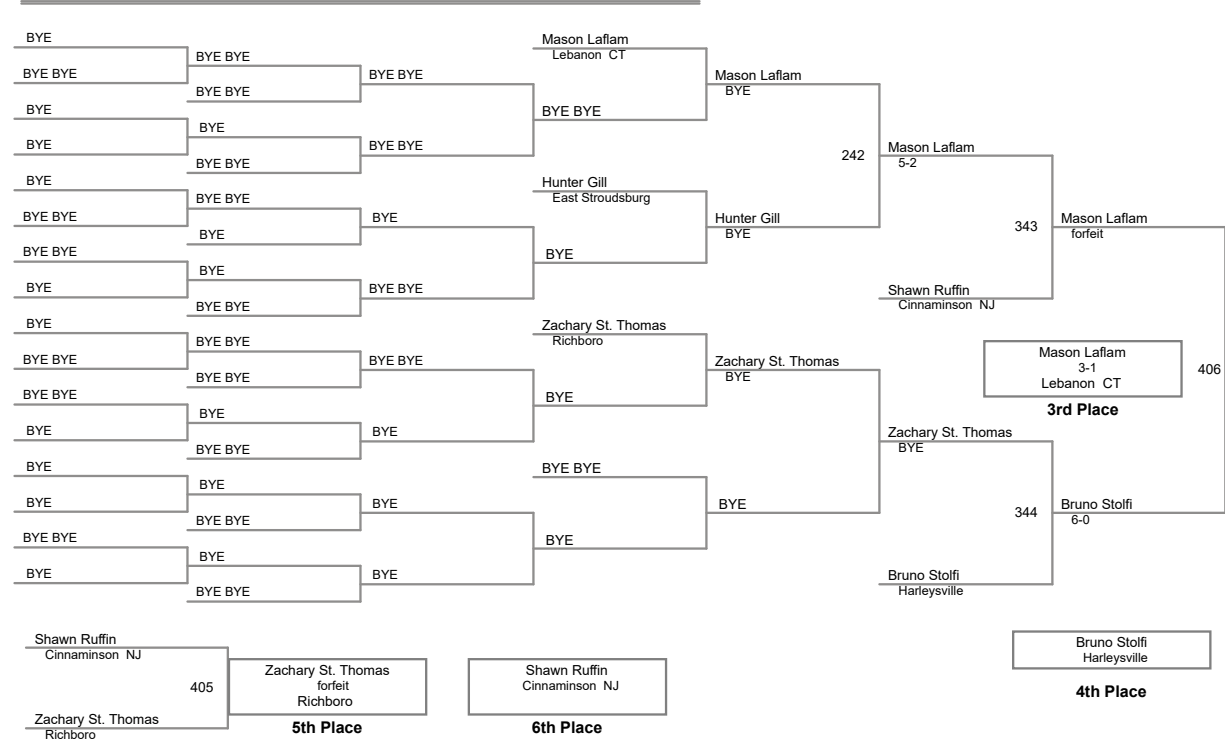 BYE
BYE BYE
BYE
BYE
BYE
BYE BYE
BYE BYE
BYE
BYE
BYE BYE
BYE BYE
BYE
BYE
BYE
BYE BYE
BYE
BYE BYE
BYE BYE
BYE
BYE BYE
BYE BYE
BYE
BYE
BYE BYE
BYE BYE
BYE BYE
BYE
BYE BYE
BYE
BYE BYE
BYE
BYE BYE
BYE BYE
BYE BYE
BYE
BYE BYE
BYE BYE
BYE
BYE
BYE
Mason Laflam
Lebanon CT
BYE BYE
Hunter Gill
East Stroudsburg
BYE
Zachary St. Thomas
Richboro
BYE
BYE BYE
BYE
Mason Laflam
BYE
Hunter Gill
BYE
Zachary St. Thomas
BYE
BYE
242
Mason Laflam
5-2
Shawn Ruffin
Cinnaminson NJ
Zachary St. Thomas
BYE
Bruno Stolfi
Harleysville
343
Mason Laflam
forfeit
344
Bruno Stolfi
6-0
Mason Laflam
3-1
Lebanon CT
3rd Place
406
Bruno Stolfi
Harleysville
4th Place
Shawn Ruffin
Cinnaminson NJ
405
Zachary St. Thomas
Richboro
Zachary St. Thomas
forfeit
Richboro
5th Place
Shawn Ruffin
Cinnaminson NJ
6th Place